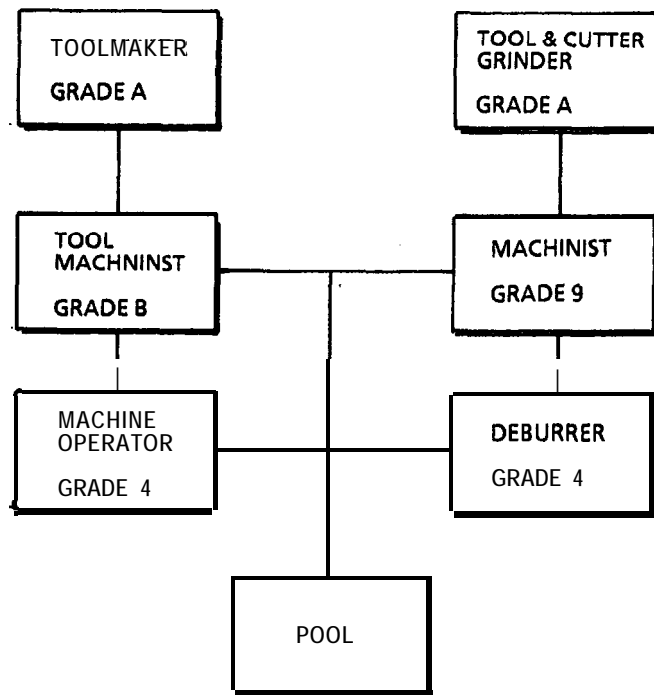 TOOLMAKER
GRADE A
TOOL & CUTTER
GRINDER
GRADE A
TOOL
MACHNINST
GRADE B
MACHINIST
GRADE 9
MACHINE
OPERATOR
GRADE 4
DEBURRER
GRADE 4
POOL